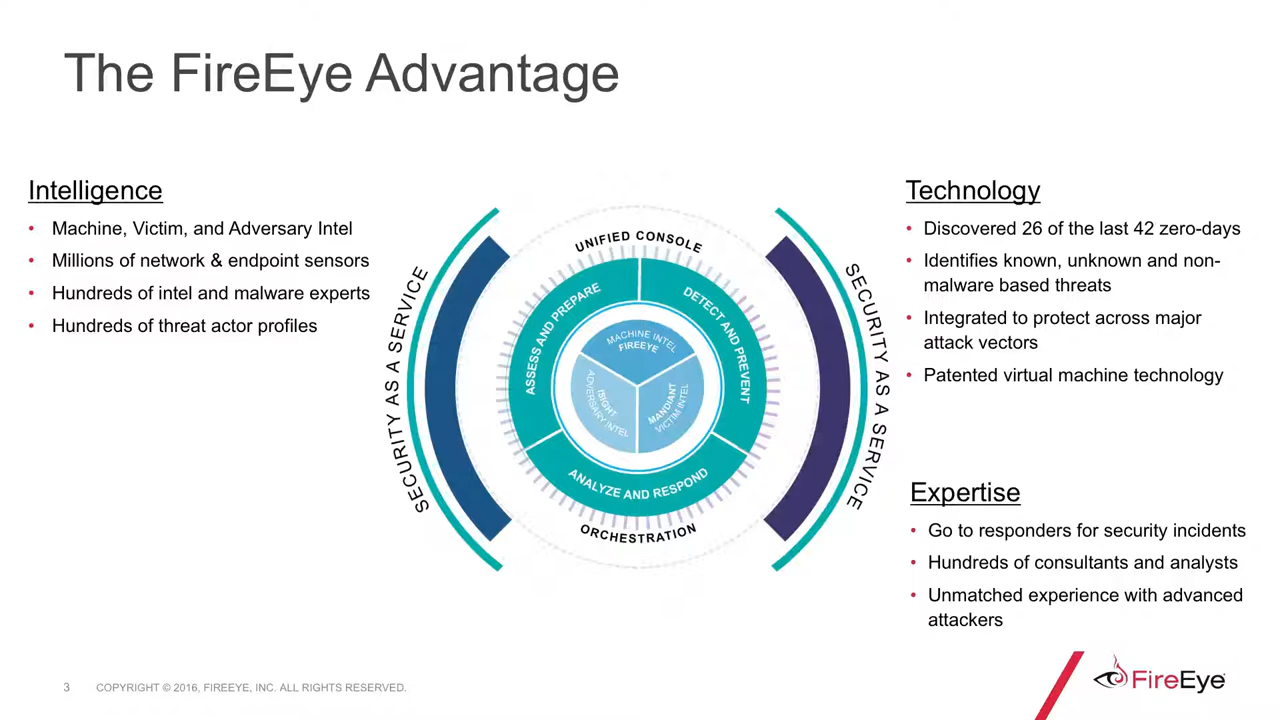 The FireEye Advantage
Intelligence
• Machine, Victim, and Adversary Intel
• Millions of network & endpoint sensors
• Hundreds of intel and malware experts
• Hundreds of threat actor profiles
SECURITY AS A SERVICE
UNIFIED CONSOLE
ASSESS AND PREPARE
DETECT AND PREVENT
MACHINE INTEL
FIREEYE
ISIGHT
ADVERSARY INTEL
MANDIANT
VICTIM INTEL
ANALYZE AND RESPOND
ORCHESTRATION
SECURITY AS A SERVICE
Technology
• Discovered 26 of the last 42 zero-days
• Identifies known, unknown and non-
malware based threats
• Integrated to protect across major
attack vectors
• Patented virtual machine technology
Expertise
• Go to responders for security incidents
• Hundreds of consultants and analysts
• Unmatched experience with advanced
attackers
3 COPYRIGHT © 2016, FIREEYE, INC. ALL RIGHTS RESERVED.
FireEye